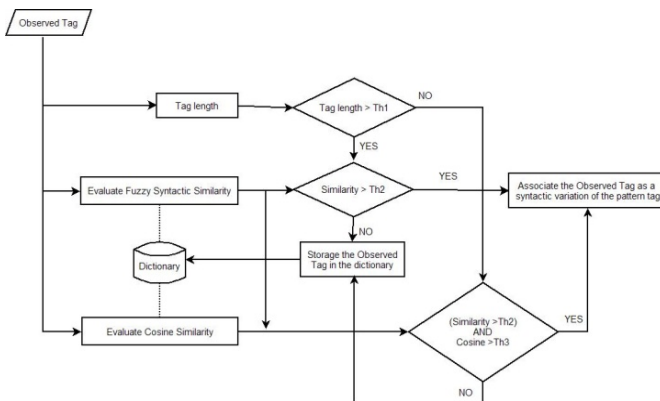 Observed Tag
Tag length
Tag length > Th1
NO
YES
Evaluate Fuzzy Syntactic Similarity
Similarity > Th2
YES
Associate the Observed Tag as a
syntactic variation of the pattern tag
NO
Dictionary
Storage the Observed
Tag in the dictionary
Evaluate Cosine Similarity
(Similarity >Th2)
AND
Cosine >Th3
YES
NO